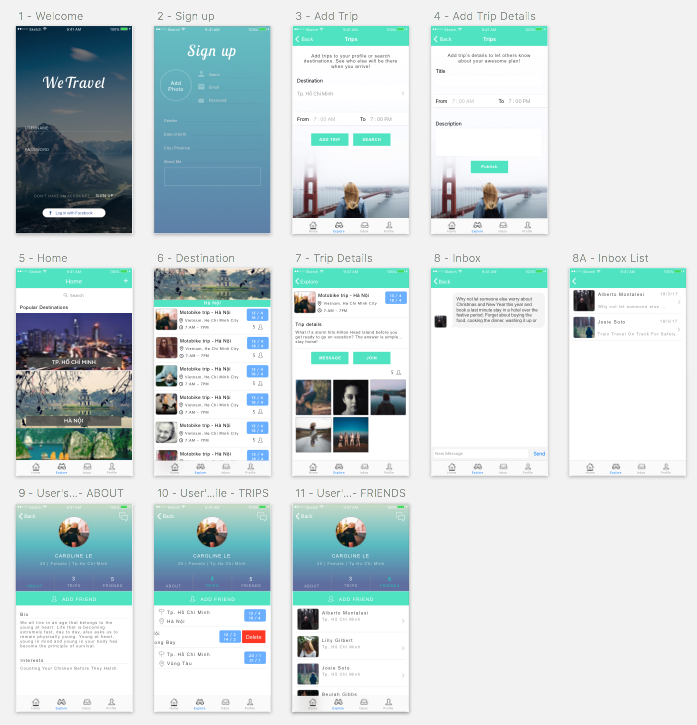 1 - Welcome
WeTravel
USERNAME
PASSWORD
DON'T HAVE AN ACCOUNT? SIGN UP
Log in with Facebook
2 - Sign up
Sign up
Add
Photo
Name
Email
Password
Gender
Date of birth
City / Province
About Me
3 - Add Trip
Back
Trips
Add trips to your profile or search
destinations. See who else will be there
when you arrive!
Destination
Tp. Hồ Chí Minh
From 7 : 00 AM To 7 : 00 PM
ADD TRIP SEARCH
Home Explore Inbox Profile
4 - Add Trip Details
Back
Trips
Add trip's details to let others know
about your awesome plan!
Title
From 7 : 00 AM To 7 : 00 PM
Description
Publish
Home Explore Inbox Profile
5 - Home
Home
Search
Popular Destinations
TP. HỒ CHÍ MINH
HÀ NỘI
Home Explore Inbox Profile
6 - Destination
Hà Nội
Motobike trip - Hà Nội
Vietnam, Ho Chi Minh City
7 AM - 7PM
Motobike trip - Hà Nội
Vietnam, Ho Chi Minh City
7 AM - 7PM
Motobike trip - Hà Nội
Vietnam, Ho Chi Minh City
7 AM - 7PM
Motobike trip - Hà Nội
Vietnam, Ho Chi Minh City
7 AM - 7PM
Motobike trip - Hà Nội
Vietnam, Ho Chi Minh City
7 AM - 7PM
Motobike trip - Hà Nội
Vietnam, Ho Chi Minh City
Home Explore Inbox Profile
7 - Trip Details
Explore
Motobike trip - Hà Nội
Vietnam, Ho Chi Minh City
7 AM - 7PM
Trip details
What if a storm hits Hilton Head Island before you
get ready to go on vacation? The answer is simple...
stay home!
MESSAGE JOIN
5
Home Explore Inbox Profile
8 - Inbox
Back
Why not let someone else worry about
Christmas and New Year this year and
book a last minute stay in a hotel over the
festive period. Forget about buying the
food, cooking the dinner, washing it up or
New Message Send
Home Explore Inbox Profile
8A - Inbox List
Alberto Montalesi
Why not let someone else ...
Josie Soto
Train Travel On Track For Safety
Home Explore Inbox Profile
9 - User's...- ABOUT
Back
CAROLINE LE
20 | Female | Tp.Ho Chi Minh
ABOUT 3 TRIPS 5 FRIENDS
ADD FRIEND
Bio
We all live in an age that belongs to the
young at heart. Life that is becoming
extremely fast, day to day, also asks us to
remain physically young. Young at heart,
young in mind and young in your body has
become the principle of survival.
Interests
Counting Your Chicken Before They Hatch
Home Explore Inbox Profile
10 - User'...ile - TRIPS
Back
CAROLINE LE
20 | Female | Tp.Ho Chi Minh
ABOUT TRIPS 5 FRIENDS
ADD FRIEND
Tp. Hồ Chí Minh
Hà Nội
ong Bay
Delete
Tp. Hồ Chí Minh
Vũng Tàu
Home Explore Inbox Profile
11 - User'...- FRIENDS
Back
CAROLINE LE
20 | Female | Tp.Ho Chi Minh
ABOUT 3 TRIPS 5 FRIENDS
ADD FRIEND
Alberto Montalesi
Tp. Hồ Chí Minh
Lilly Gilbert
Tp. Hồ Chí Minh
Josie Soto
Tp. Hồ Chí Minh
Beulah Gibbs
Home Explore Inbox Profile